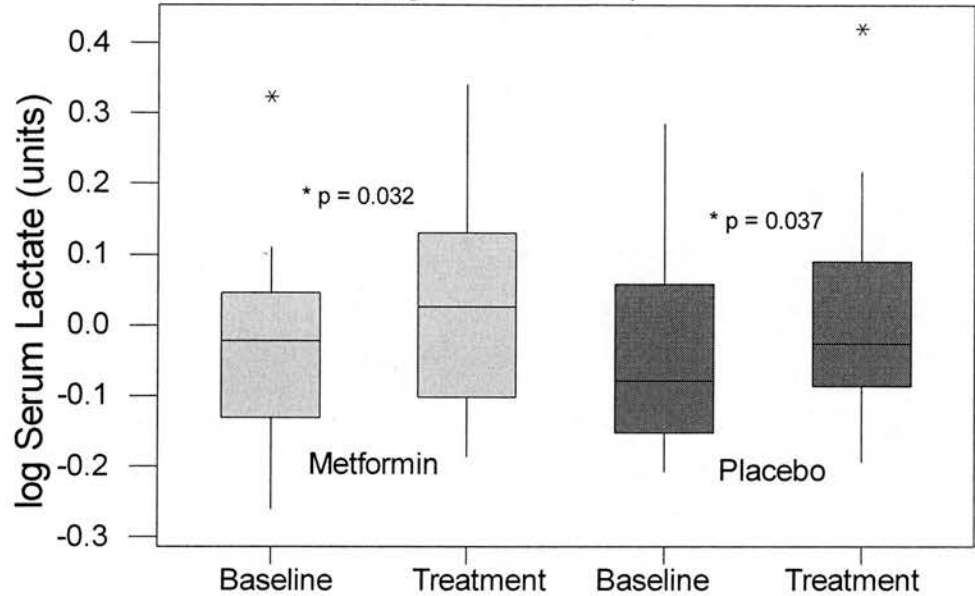 log Serum Lactate (units)
0.4
0.3
0.2
0.1
0.0
-0.1
-0.2
-0.3
*
* p = 0.032
Metformin
*
* p = 0.037
Placebo
Baseline Treatment Baseline Treatment